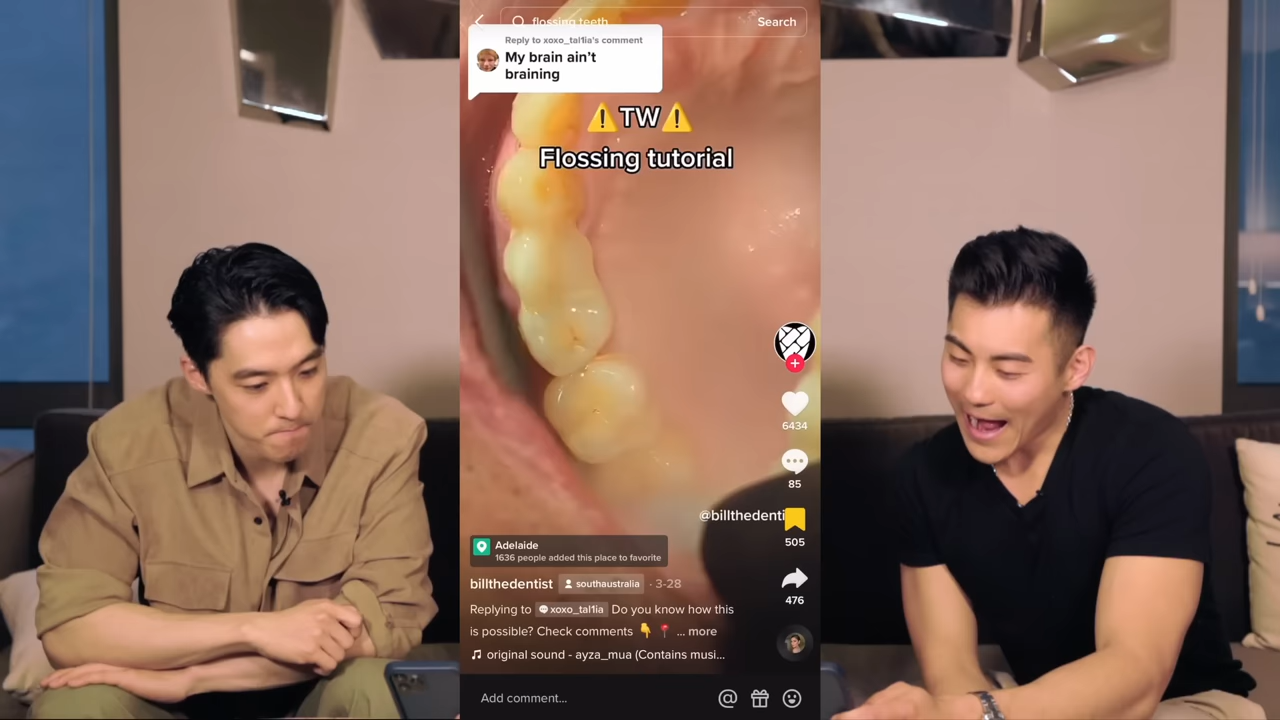 flossing teeth
Search
Reply to xoxo_tal1ia's comment
My brain ain't
braining
⚠️TW⚠️
Flossing tutorial
6434
85
@billthedenti
505
Adelaide
1636 people added this place to favorite
billthedentist southaustralia · 3-28
476
Replying to xoxo_tal1ia Do you know how this
is possible? Check comments 👇 📍 ... more
original sound - ayza_mua (Contains musi...
Add comment...
@